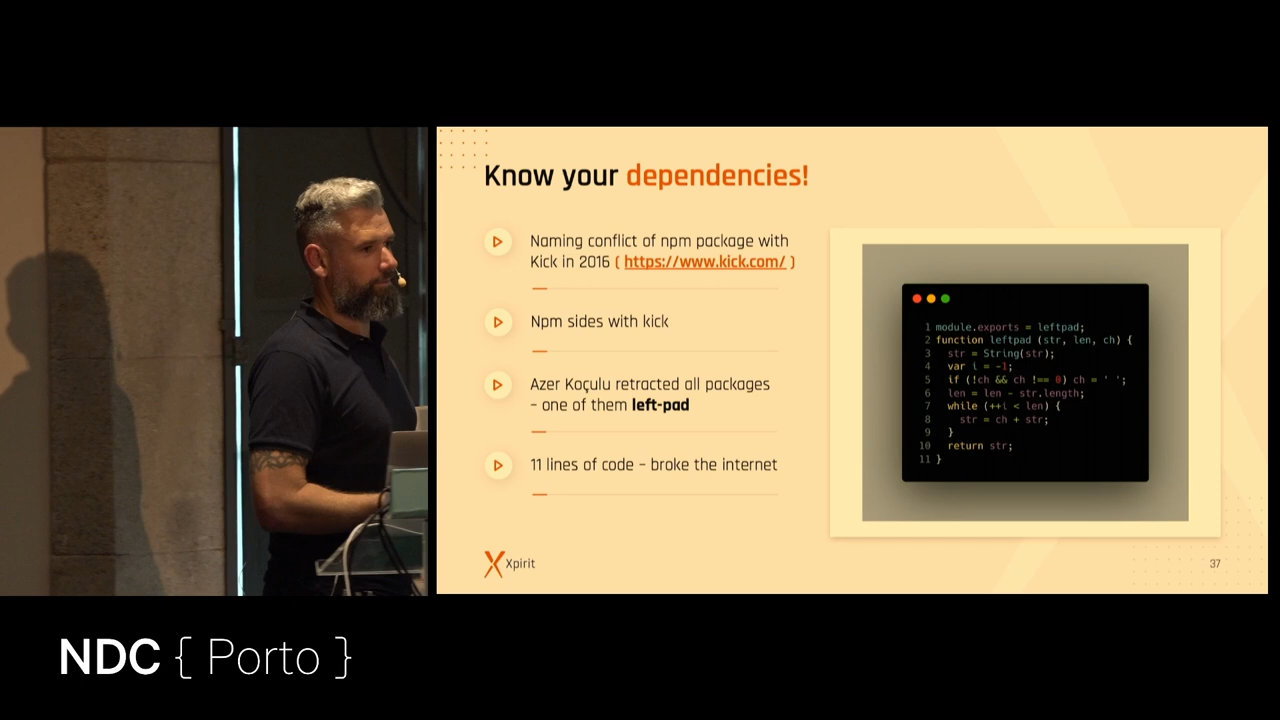 Know your dependencies!
Naming conflict of npm package with
Kick in 2016 ( https://www.kick.com/ )
Npm sides with kick
Azer Koçulu retracted all packages
– one of them left-pad
11 lines of code – broke the internet
1 module.exports = leftpad;
2 function leftpad (str, len, ch) {
3 str = String(str);
4 var i = -1;
5 if (!ch && ch !== 0) ch = ' ';
6 len = len - str.length;
7 while (++i < len) {
8 str = ch + str;
9 }
10 return str;
11 }
X Xpirit
37
NDC { Porto }